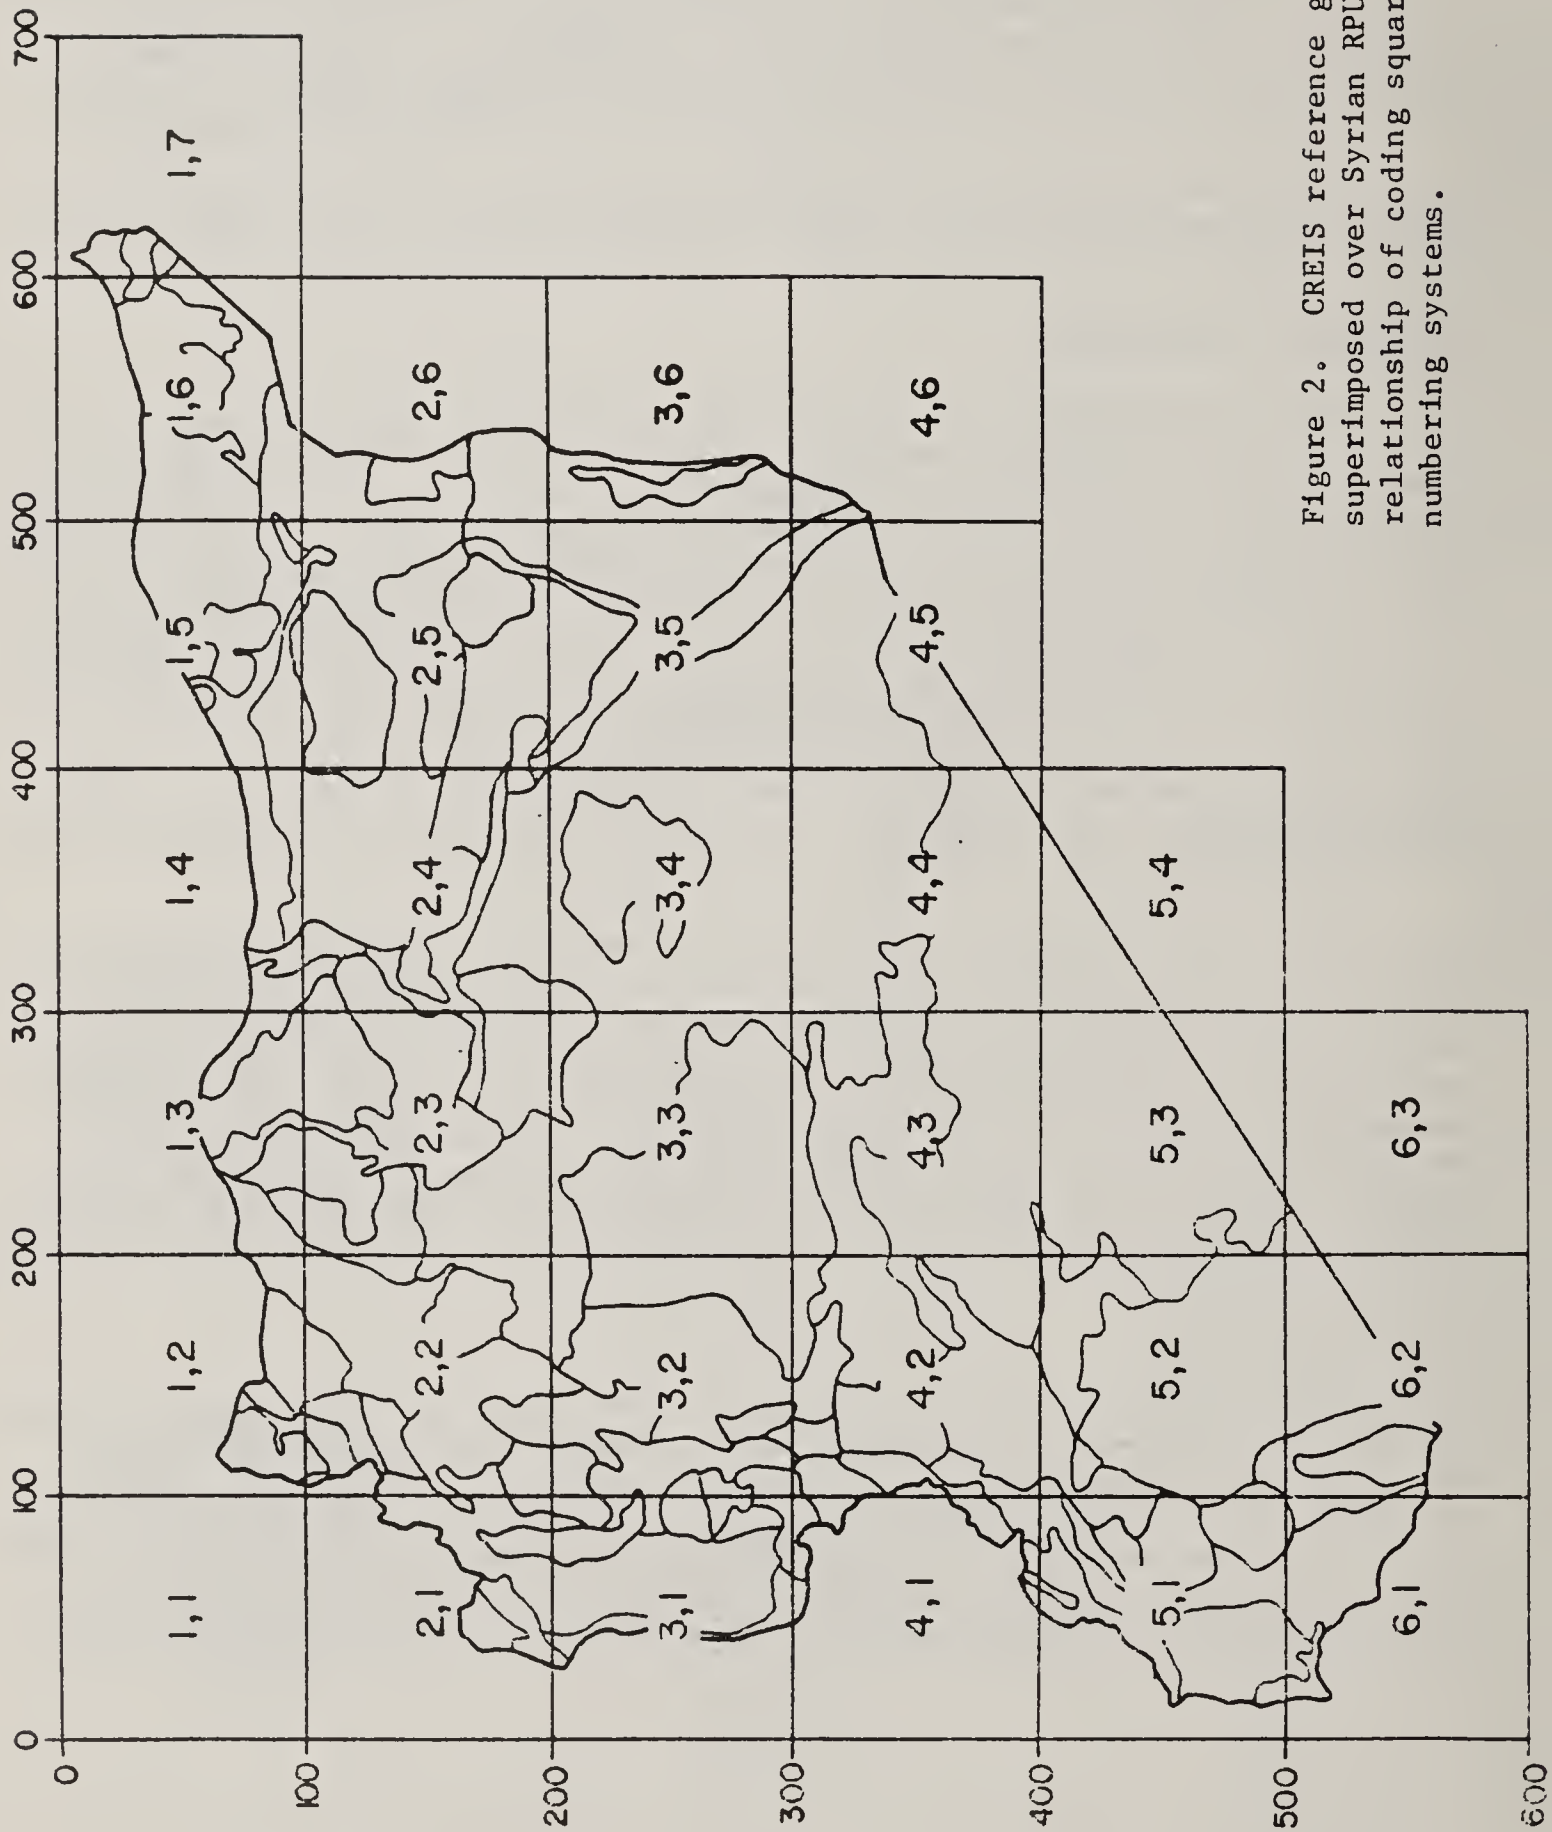 0 100 200 300 400 500 600 700
0
100
200
300
400
500
600
1,1 1,2 1,3 1,4 1,5 1,6 1,7
2,1 2,2 2,3 2,4 2,5 2,6
3,1 3,2 3,3 3,4 3,5 3,6
4,1 4,2 4,3 4,4 4,5 4,6
5,1 5,2 5,3 5,4
6,1 6,2 6,3
Figure 2. CREIS reference
superimposed over Syrian RPU
relationship of coding
numbering systems.